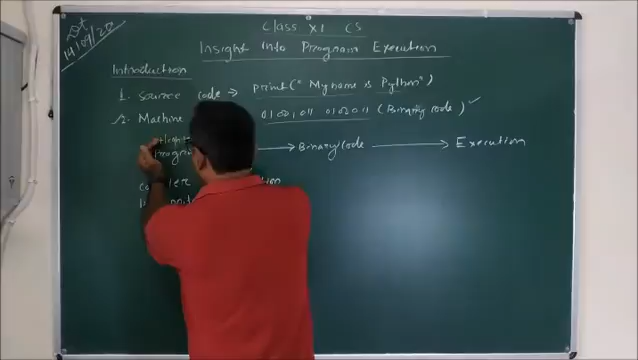 Dt
14/09/20
Class XI CS
Insight Into Program Execution
Introduction
1. Source code → print("My name is Python")
2. Machine 01001011 0100011 (Binary code) ✓
Binary code → Execution